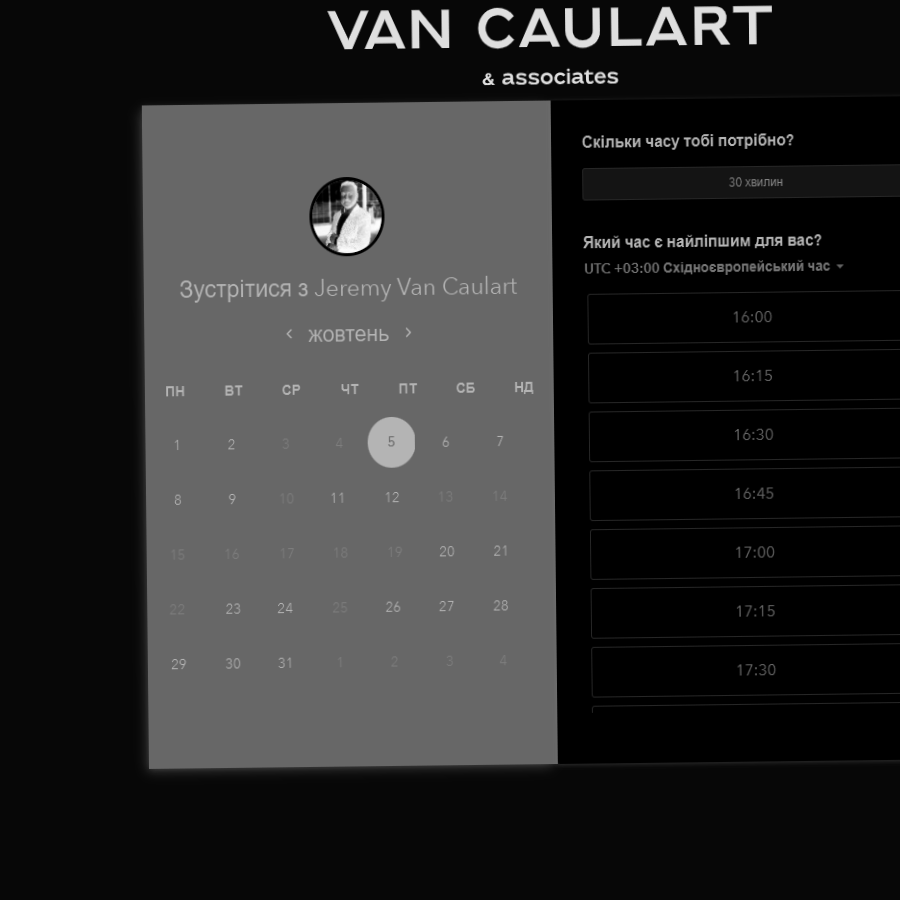 VAN CAULART
& associates
Зустрітися з Jeremy Van Caulart
жовтень
ПН ВТ СР ЧТ ПТ СБ НД
1 2 3 4 5 6 7
8 9 10 11 12 13 14
15 16 17 18 19 20 21
22 23 24 25 26 27 28
29 30 31 1 2 3 4
Скільки часу тобі потрібно?
30 хвилин
Який час є найліпшим для вас?
UTC +03:00 Східноєвропейський час
16:00
16:15
16:30
16:45
17:00
17:15
17:30